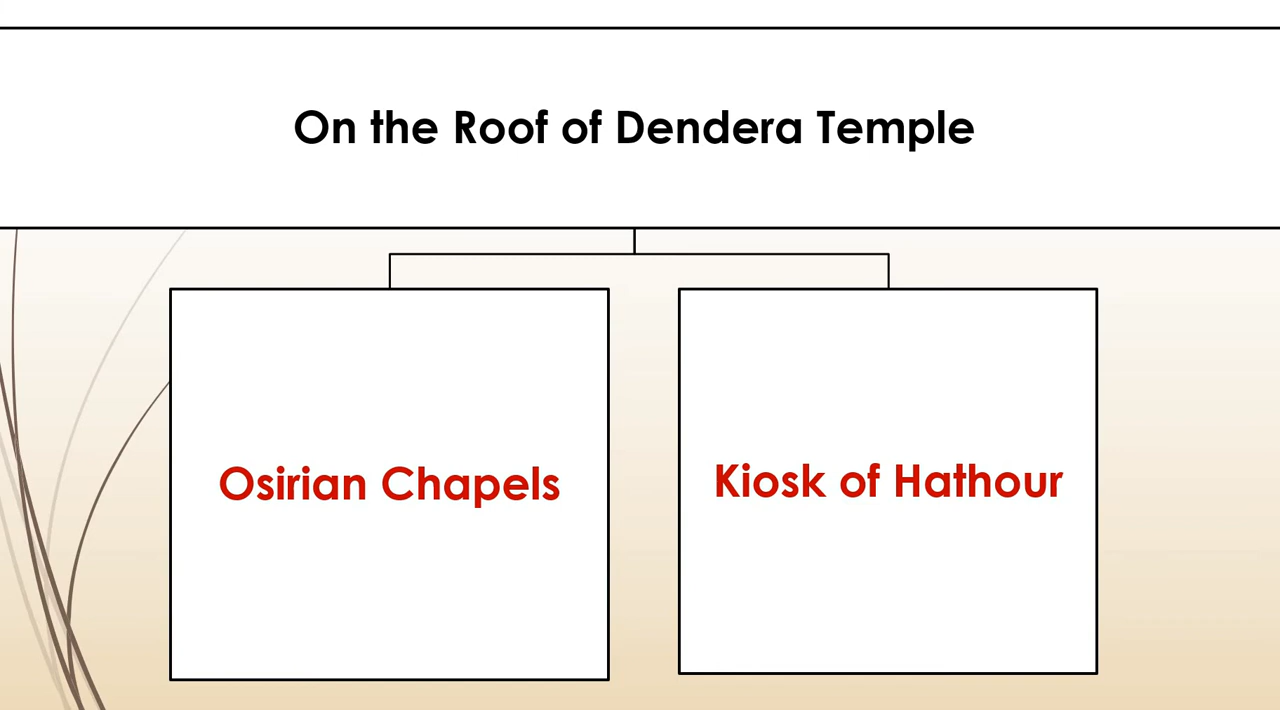 On the Roof of Dendera Temple
Osirian Chapels
Kiosk of Hathour